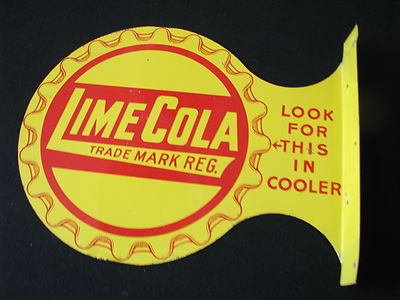 LIME COLA
TRADE MARK REG.
LOOK
FOR
THIS
IN
COOLER